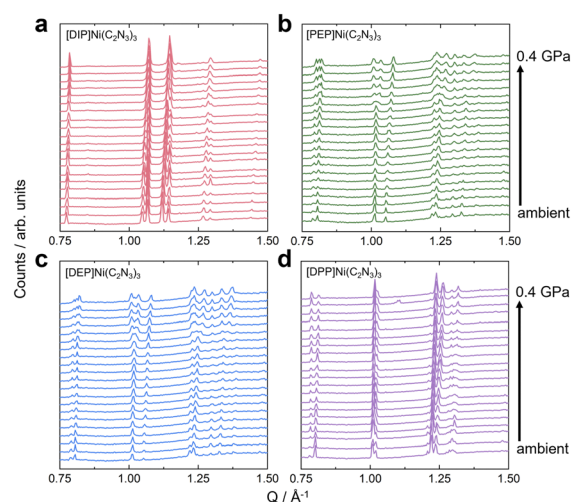 a
[DIP]Ni(C₂N₃)₃
b
[PEP]Ni(C₂N₃)₃
0.4 GPa
ambient
0.75 1.00 1.25 1.50
0.75 1.00 1.25 1.50
Counts / arb. units
c
[DEP]Ni(C₂N₃)₃
d
[DPP]Ni(C₂N₃)₃
0.4 GPa
ambient
0.75 1.00 1.25 1.50
0.75 1.00 1.25 1.50
Q / Å⁻¹